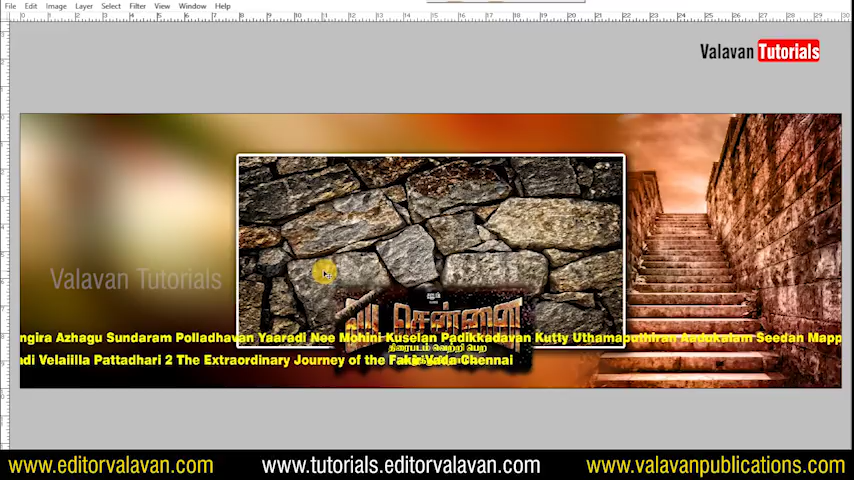 File Edit Image Layer Select Filter View Window Help
Valavan Tutorials
Valavan Tutorials
சென்னை
திரைப்படம் வெற்றி பெற
ngira Azhagu Sundaram Polladhavan Yaaradi Nee Mohini Kuselan Padikkadavan Kutty Uthamaputhiran Aadukalam Seedan Mapp
ndi Velaiilla Pattadhari 2 The Extraordinary Journey of the Fakir Vada Chennai
www.editorvalavan.com www.tutorials.editorvalavan.com www.valavanpublications.com